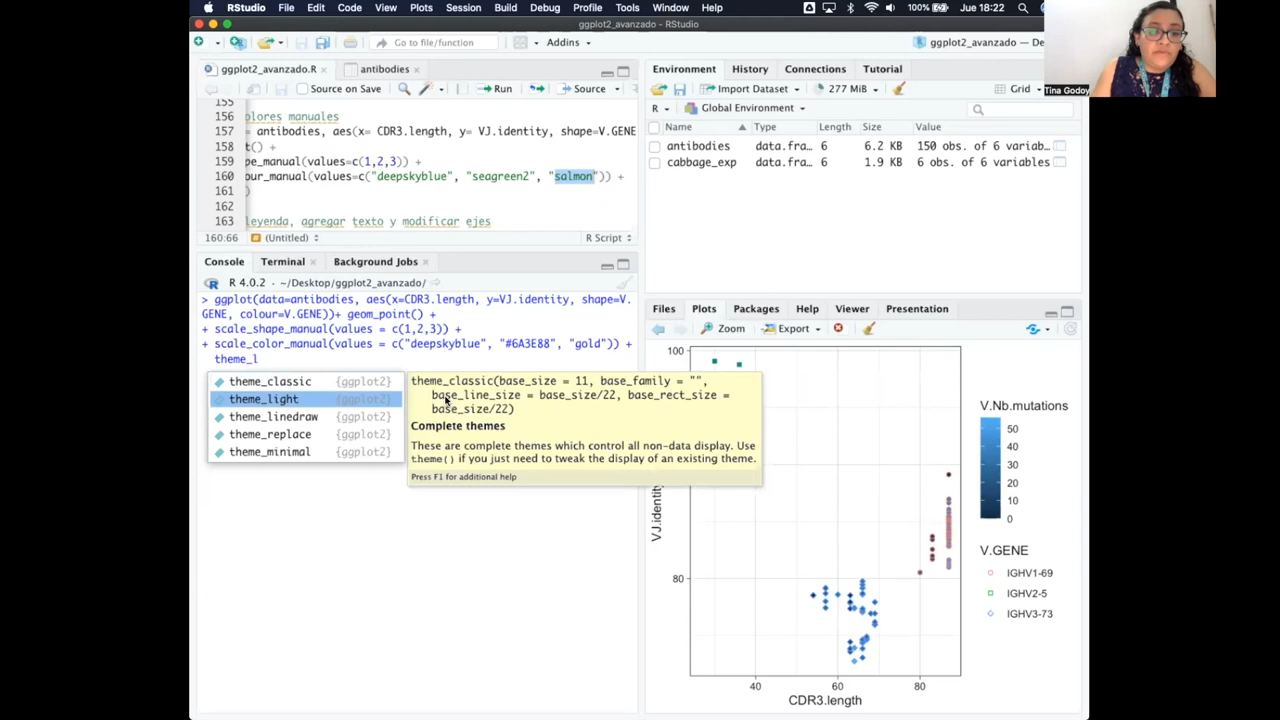 RStudio File Edit Code View Plots Session Build Debug Profile Tools Window Help 100% Jue 18:22
ggplot2_avanzado - RStudio
Go to file/function Addins ggplot2_avanzado — De
Tina Godoy
ggplot2_avanzado.R antibodies
Source on Save Run Source
155
156 olores manuales
157 = antibodies, aes(x= CDR3.length, y= VJ.identity, shape=V.GENE
158 t() +
159 pe_manual(values=c(1,2,3)) +
160 our_manual(values=c("deepskyblue", "seagreen2", "salmon")) +
161 )
162
163 leyenda, agregar texto y modificar ejes
160:66 (Untitled) R Script
Environment History Connections Tutorial
Import Dataset 277 MiB Grid
R Global Environment
Name Type Length Size Value
antibodies data.fra… 6 6.2 KB 150 obs. of 6 variab…
cabbage_exp data.fra… 6 1.9 KB 6 obs. of 6 variables
Console Terminal Background Jobs
R 4.0.2 · ~/Desktop/ggplot2_avanzado/
> ggplot(data=antibodies, aes(x=CDR3.length, y=VJ.identity, shape=V.
GENE, colour=V.GENE))+ geom_point() +
+ scale_shape_manual(values = c(1,2,3)) +
+ scale_color_manual(values = c("deepskyblue", "#6A3E88", "gold")) +
theme_l
theme_classic {ggplot2}
theme_light {ggplot2}
theme_linedraw {ggplot2}
theme_replace {ggplot2}
theme_minimal {ggplot2}
theme_classic(base_size = 11, base_family = "",
base_line_size = base_size/22, base_rect_size =
base_size/22)
Complete themes
These are complete themes which control all non-data display. Use
theme() if you just need to tweak the display of an existing theme.
Press F1 for additional help
Files Plots Packages Help Viewer Presentation
Zoom Export
100
80
VJ.identit
40 60 80
CDR3.length
V.Nb.mutations
50
40
30
20
10
0
V.GENE
IGHV1-69
IGHV2-5
IGHV3-73